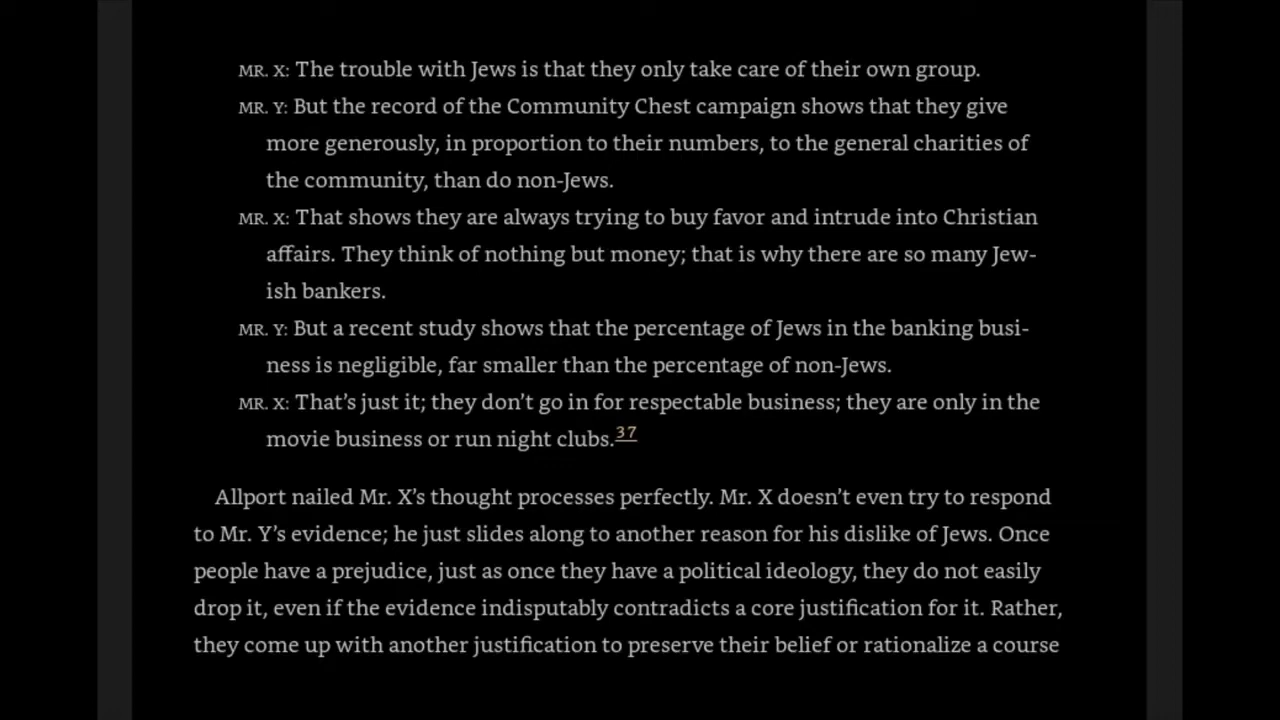 MR. X: The trouble with Jews is that they only take care of their own group.
MR. Y: But the record of the Community Chest campaign shows that they give
more generously, in proportion to their numbers, to the general charities of
the community, than do non-Jews.
MR. X: That shows they are always trying to buy favor and intrude into Christian
affairs. They think of nothing but money; that is why there are so many Jew-
ish bankers.
MR. Y: But a recent study shows that the percentage of Jews in the banking busi-
ness is negligible, far smaller than the percentage of non-Jews.
MR. X: That’s just it; they don’t go in for respectable business; they are only in the
movie business or run night clubs.37
Allport nailed Mr. X’s thought processes perfectly. Mr. X doesn’t even try to respond
to Mr. Y’s evidence; he just slides along to another reason for his dislike of Jews. Once
people have a prejudice, just as once they have a political ideology, they do not easily
drop it, even if the evidence indisputably contradicts a core justification for it. Rather,
they come up with another justification to preserve their belief or rationalize a course